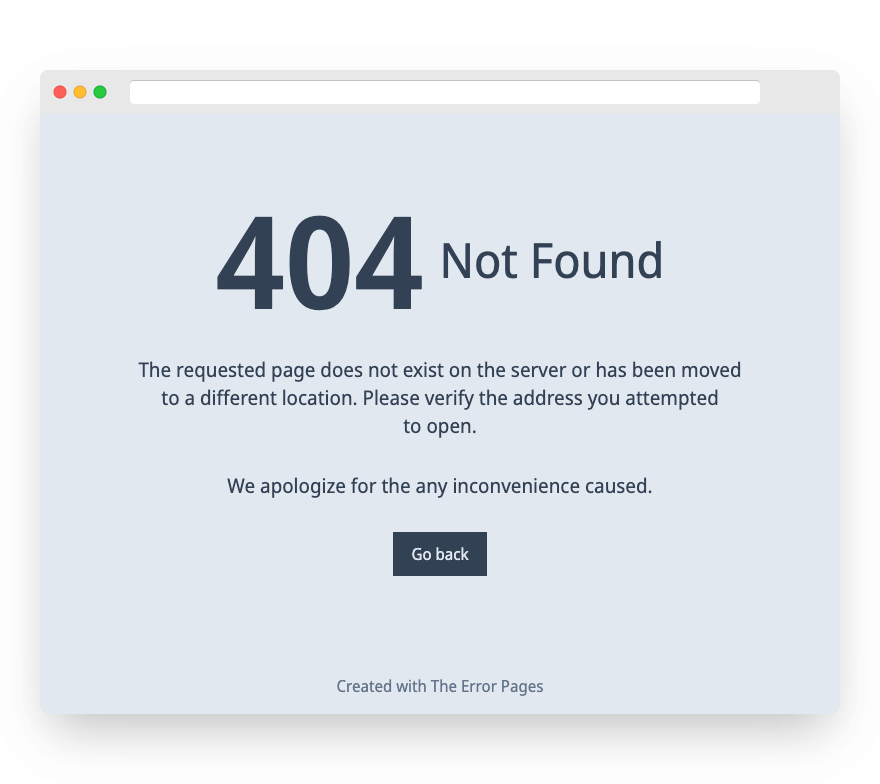 404 Not Found
The requested page does not exist on the server or has been moved
to a different location. Please verify the address you attempted
to open.
We apologize for the any inconvenience caused.
Go back
Created with The Error Pages